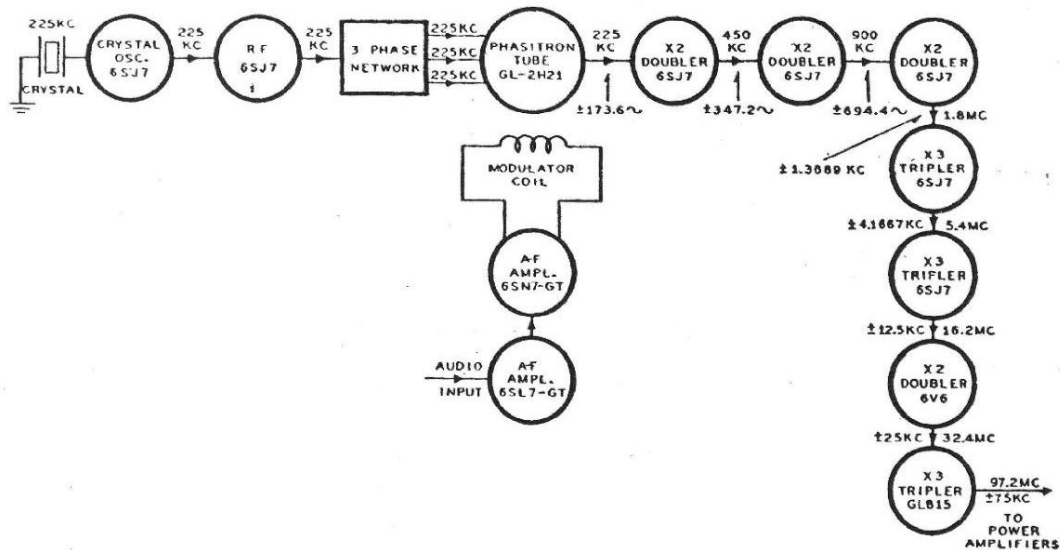 225KC
CRYSTAL
CRYSTAL
OSC.
6SJ7
225
KC
RF
6SJ7
1
225
KC
3 PHASE
NETWORK
225KC
225KC
225KC
PHASITRON
TUBE
GL-2H21
225
KC
±173.6~
X2
DOUBLER
6SJ7
450
KC
±347.2~
X2
DOUBLER
6SJ7
900
KC
±694.4~
X2
DOUBLER
6SJ7
1.8MC
±1.3689 KC
X3
TRIPLER
6SJ7
±4.1667KC
5.4MC
X3
TRIPLER
6SJ7
±12.5KC
16.2MC
X2
DOUBLER
6V6
±25KC
32.4MC
X3
TRIPLER
GL815
97.2MC
±75KC
TO
POWER
AMPLIFIERS
MODULATOR
COIL
A-F
AMPL.
6SN7-GT
A-F
AMPL.
6SL7-GT
AUDIO
INPUT